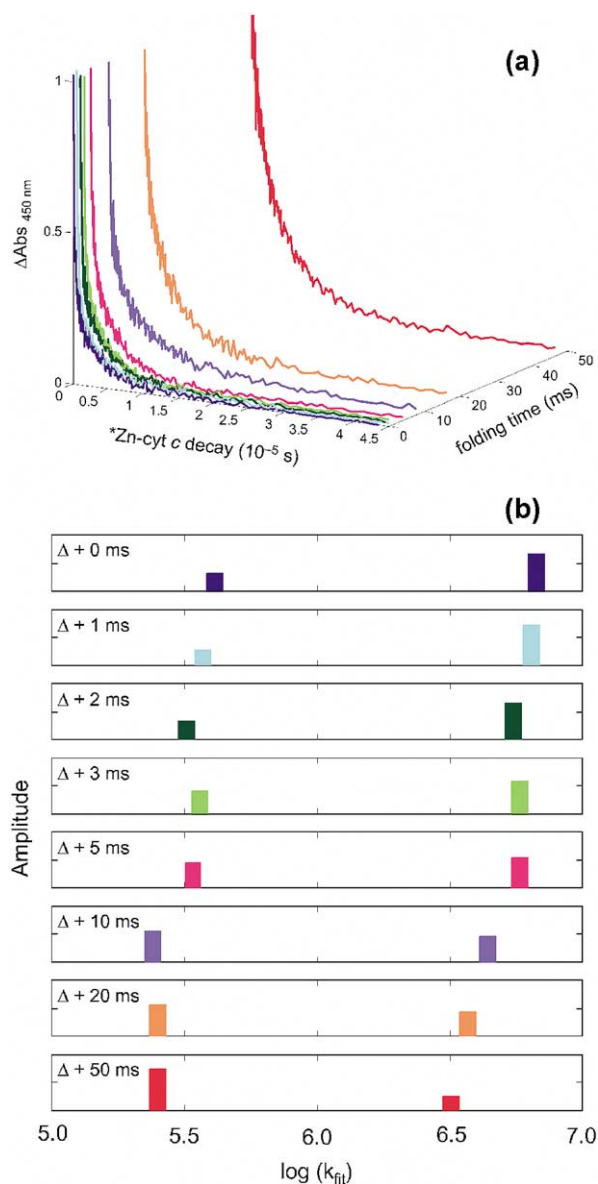 (a)
1
0.5
0
ΔAbs 450 nm
0
0.5
1
1.5
2
2.5
3
3.5
4
4.5
*Zn-cyt c decay (10⁻⁵ s)
0
10
20
30
40
50
folding time (ms)
(b)
Δ + 0 ms
Δ + 1 ms
Δ + 2 ms
Δ + 3 ms
Δ + 5 ms
Δ + 10 ms
Δ + 20 ms
Δ + 50 ms
Amplitude
5.0 5.5 6.0 6.5 7.0
log (kfit)